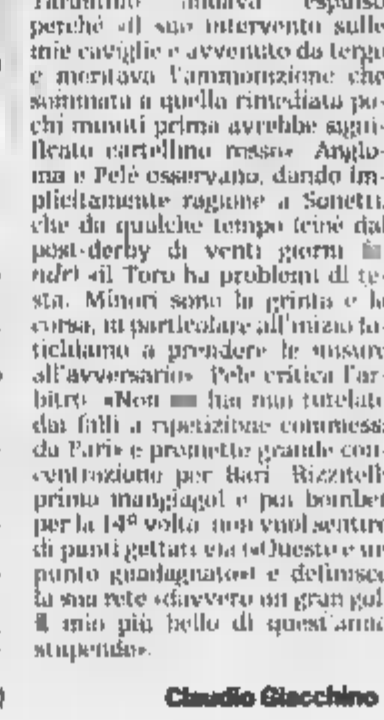 Tarantino andava espulso
perché «il suo intervento sulle
mie caviglie è avvenuto da tergo
e meritava l'ammonizione che
sommata a quella rimediata po-
chi minuti prima avrebbe signi-
ficato cartellino rosso». Anglo-
ma e Pelé osservano, dando im-
plicitamente ragione a Sonetti,
che da qualche tempo (cioè dal
post-derby di venti giorni fa
ndr) «il Toro ha problemi di te-
sta. Minori sono la grinta e la
corsa, in particolare all'inizio fa-
tichiamo a prendere le misure
all'avversario». Pelé critica l'ar-
bitro «Non ha mai tutelato
dai falli a ripetizione commessi
da Paris» e promette grande con-
centrazione per Bari. Rizzitelli
primo mangiagol e poi bomber
per la 14ª volta non vuol sentire
di punti gettati via «Questo è un
punto guadagnato» e definisce
la sua rete «davvero un gran gol
il mio più bello di quest'anno
stupendo».
Claudio Giacchino